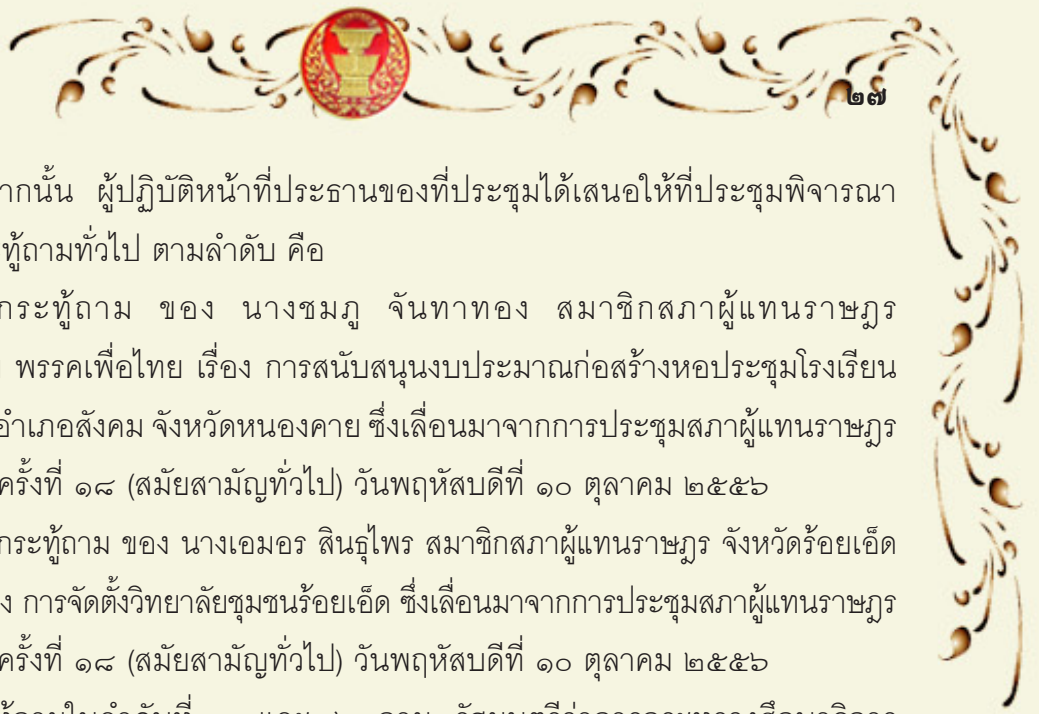 ๒๗
ากนั้น ผู้ปฏิบัติหน้าที่ประธานของที่ประชุมได้เสนอให้ที่ประชุมพิจารณา
ทู้ถามทั่วไป ตามลำดับ คือ
กระทู้ถาม ของ นางชมภู จันทาทอง สมาชิกสภาผู้แทนราษฎร
พรรคเพื่อไทย เรื่อง การสนับสนุนงบประมาณก่อสร้างหอประชุมโรงเรียน
อำเภอสังคม จังหวัดหนองคาย ซึ่งเลื่อนมาจากการประชุมสภาผู้แทนราษฎร
ครั้งที่ ๑๘ (สมัยสามัญทั่วไป) วันพฤหัสบดีที่ ๑๐ ตุลาคม ๒๕๕๖
กระทู้ถาม ของ นางเอมอร สินธุไพร สมาชิกสภาผู้แทนราษฎร จังหวัดร้อยเอ็ด
ง การจัดตั้งวิทยาลัยชุมชนร้อยเอ็ด ซึ่งเลื่อนมาจากการประชุมสภาผู้แทนราษฎร
ครั้งที่ ๑๘ (สมัยสามัญทั่วไป) วันพฤหัสบดีที่ ๑๐ ตุลาคม ๒๕๕๖